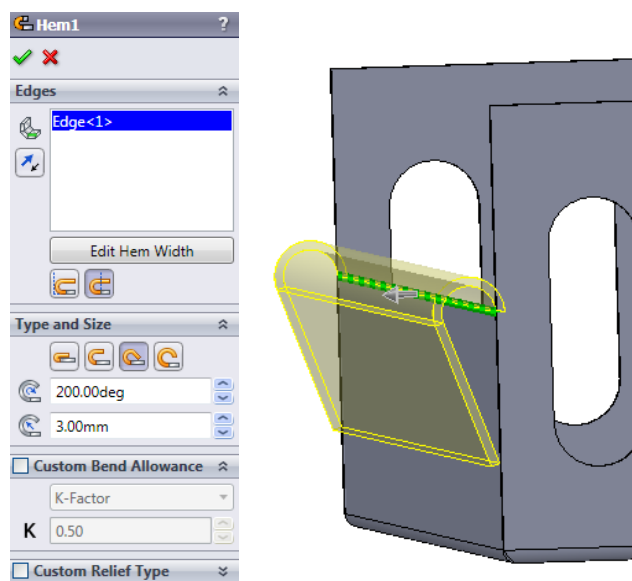 Hem1 ?
Edges
Edge<1>
Edit Hem Width
Type and Size
200.00deg
3.00mm
Custom Bend Allowance
K-Factor
K 0.50
Custom Relief Type